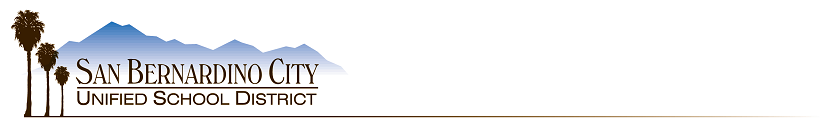 SAN BERNARDINO CITY
UNIFIED SCHOOL DISTRICT